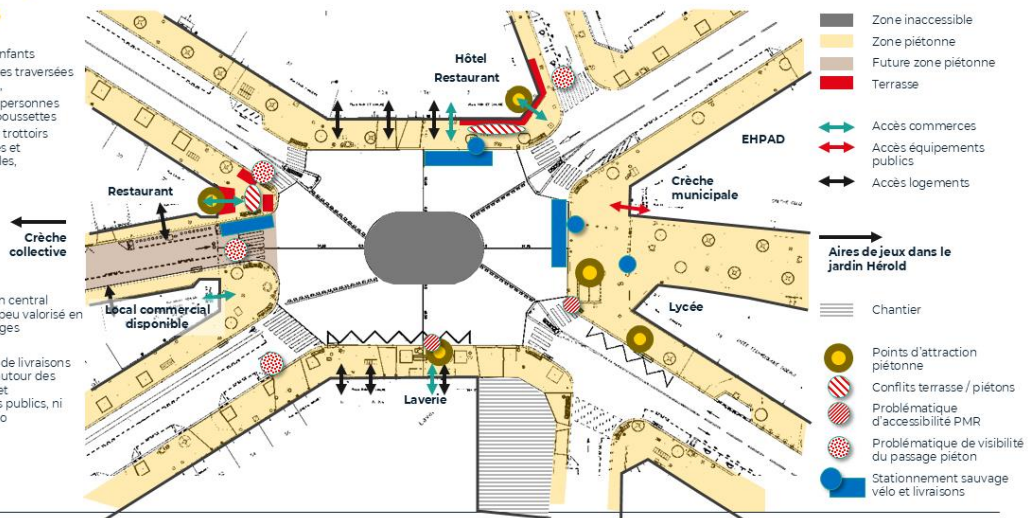 nfants
es traversées
personnes
oussettes
trottoirs
es et
les,
Crèche
collective
n central
peu valorisé en
ges
de livraisons
utour des
et
s publics, ni
o
Hôtel
Restaurant
EHPAD
Crèche
municipale
Restaurant
Local commercial
disponible
Lycée
Laverie
Zone inaccessible
Zone piétonne
Future zone piétonne
Terrasse
Accès commerces
Accès équipements
publics
Accès logements
Aires de jeux dans le
jardin Hérold
Chantier
Points d'attraction
piétonne
Conflits terrasse / piétons
Problématique
d'accessibilité PMR
Problématique de visibilité
du passage piéton
Stationnement sauvage
vélo et livraisons